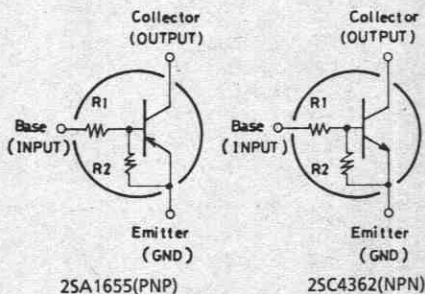 Collector
(OUTPUT)
R1
Base
(INPUT)
R2
Emitter
(GND)
2SA1655(PNP)
Collector
(OUTPUT)
R1
Base
(INPUT)
R2
Emitter
(GND)
2SC4362(NPN)